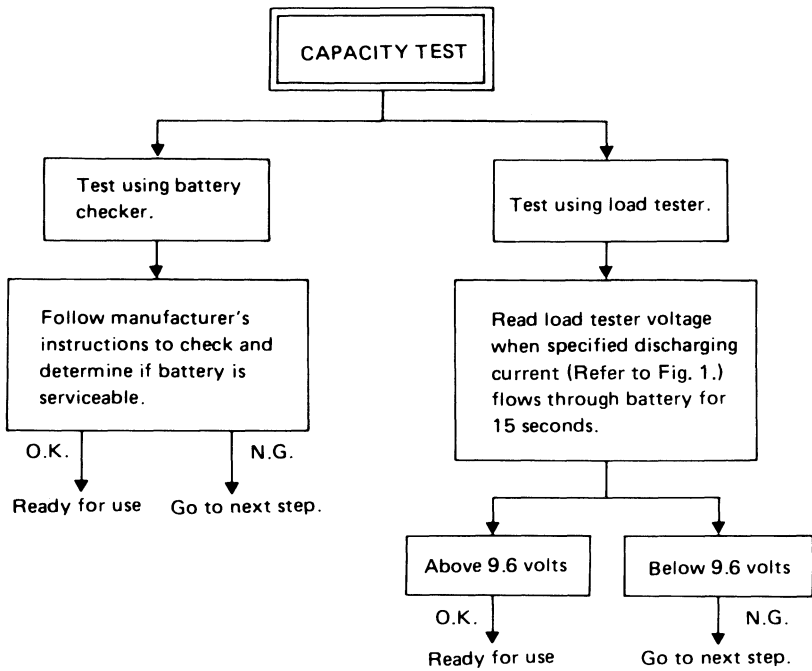 CAPACITY TEST
Test using battery
checker.
Follow manufacturer's
instructions to check and
determine if battery is
serviceable.
O.K.
N.G.
Ready for use
Go to next step.
Test using load tester.
Read load tester voltage
when specified discharging
current (Refer to Fig. 1.)
flows through battery for
15 seconds.
Above 9.6 volts
Below 9.6 volts
O.K.
N.G.
Ready for use
Go to next step.